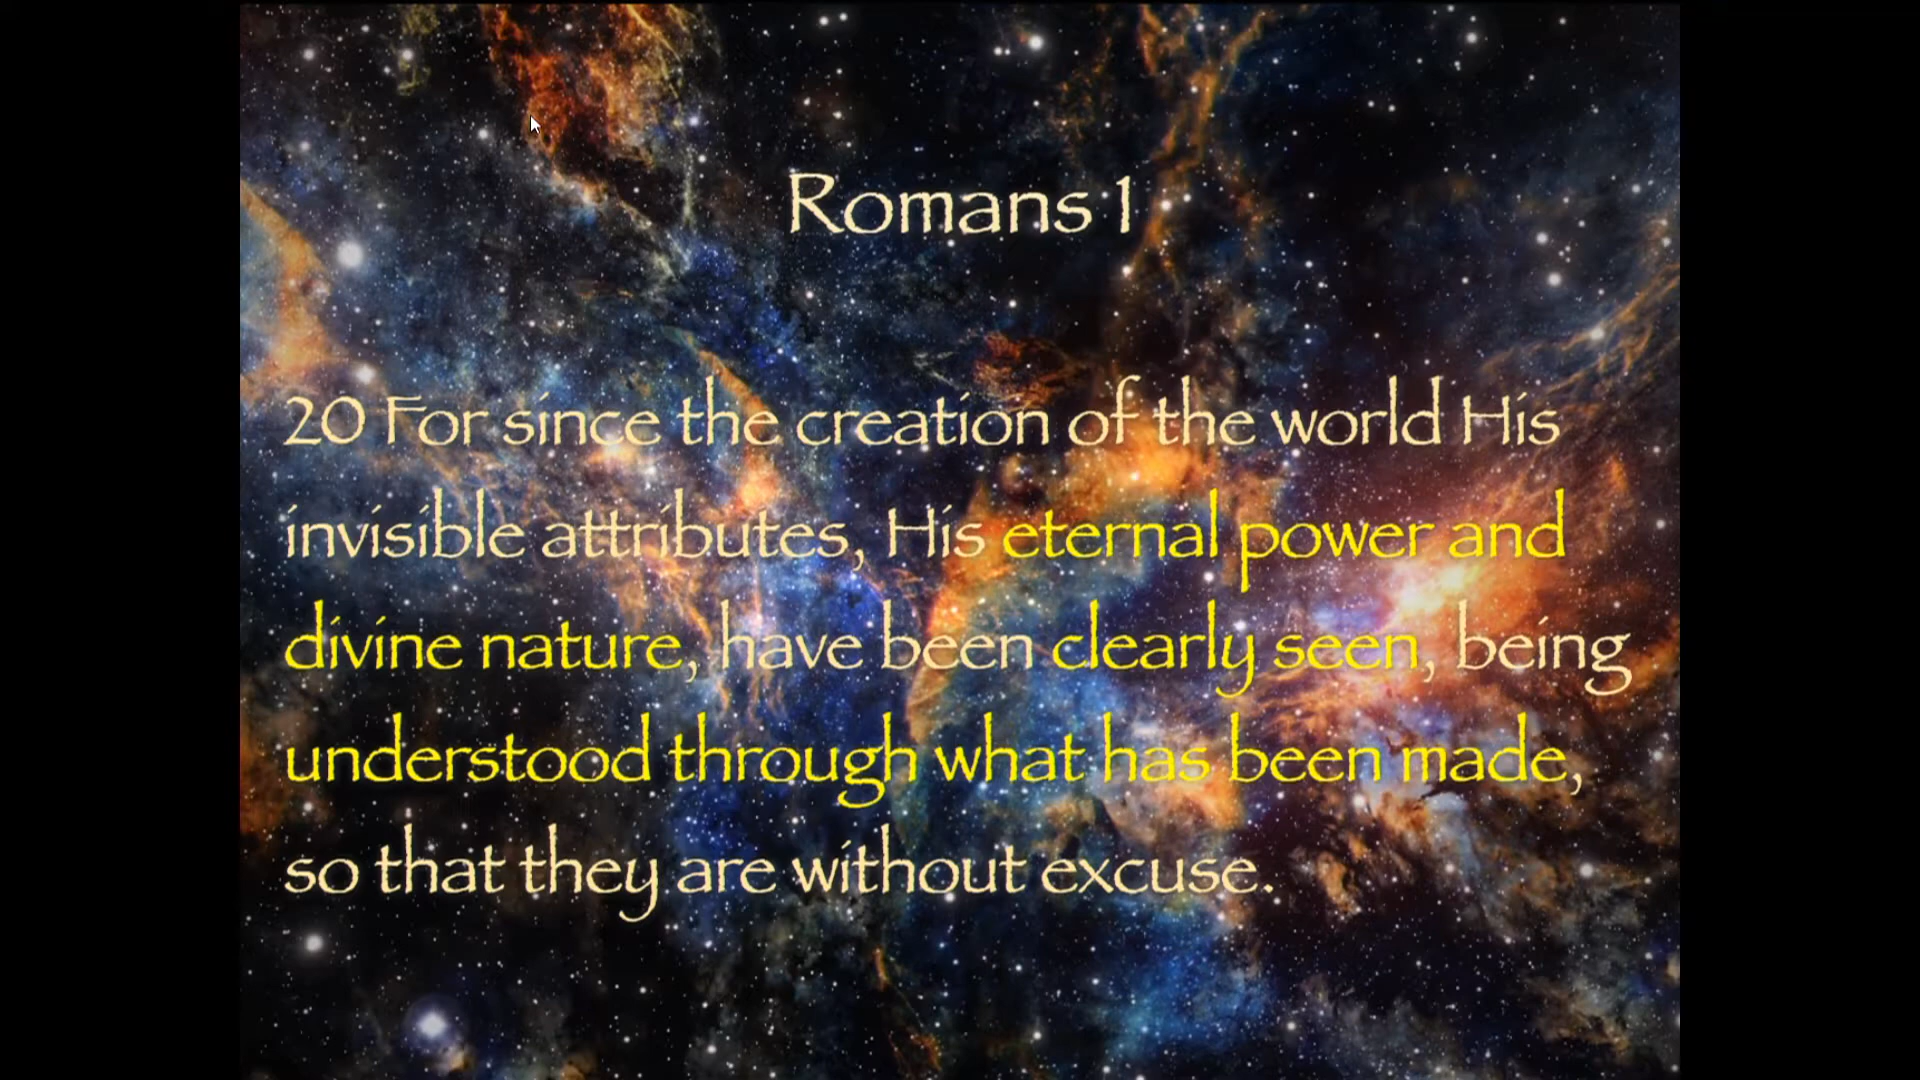 Romans 1
20 For since the creation of the world His
invisible attributes, His eternal power and
divine nature, have been clearly seen, being
understood through what has been made,
so that they are without excuse.